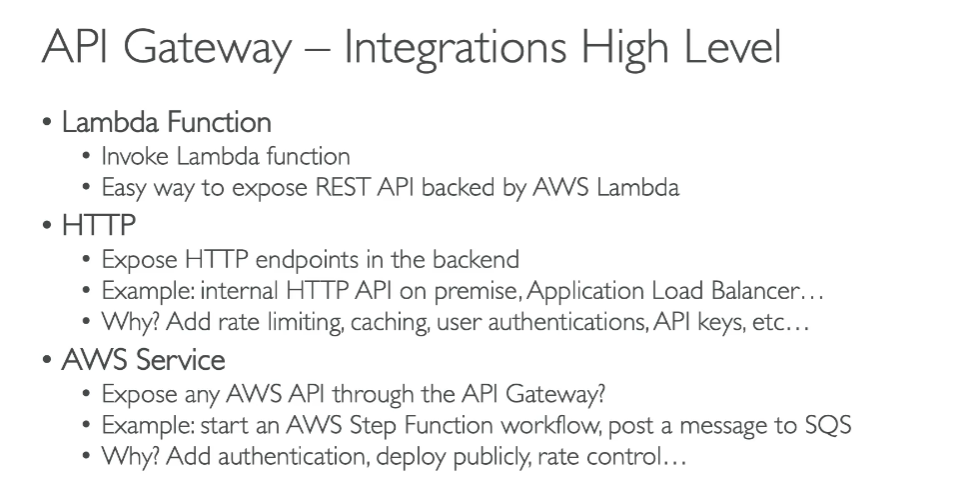 API Gateway – Integrations High Level
• Lambda Function
• Invoke Lambda function
• Easy way to expose REST API backed by AWS Lambda
• HTTP
• Expose HTTP endpoints in the backend
• Example: internal HTTP API on premise, Application Load Balancer…
• Why? Add rate limiting, caching, user authentications, API keys, etc…
• AWS Service
• Expose any AWS API through the API Gateway?
• Example: start an AWS Step Function workflow, post a message to SQS
• Why? Add authentication, deploy publicly, rate control…